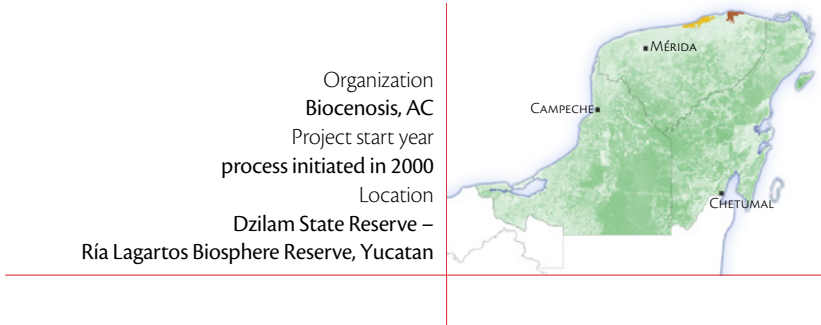 Organization
Biocenosis, AC
Project start year
process initiated in 2000
Location
Dzilam State Reserve –
Ría Lagartos Biosphere Reserve, Yucatan
Mérida
Campeche
Chetumal